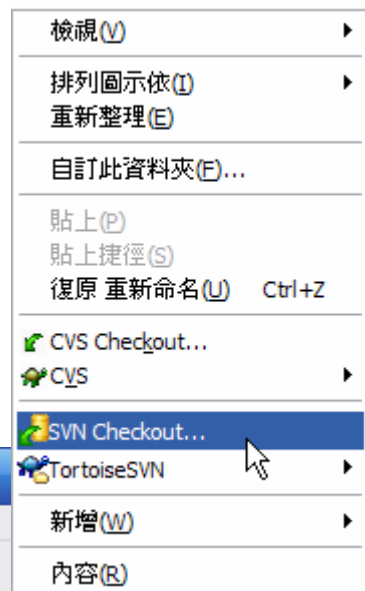 檢視(V)
排列圖示依(I)
重新整理(E)
自訂此資料夾(F)...
貼上(P)
貼上捷徑(S)
復原 重新命名(U) Ctrl+Z
CVS Checkout...
CVS
SVN Checkout...
TortoiseSVN
新增(W)
內容(R)